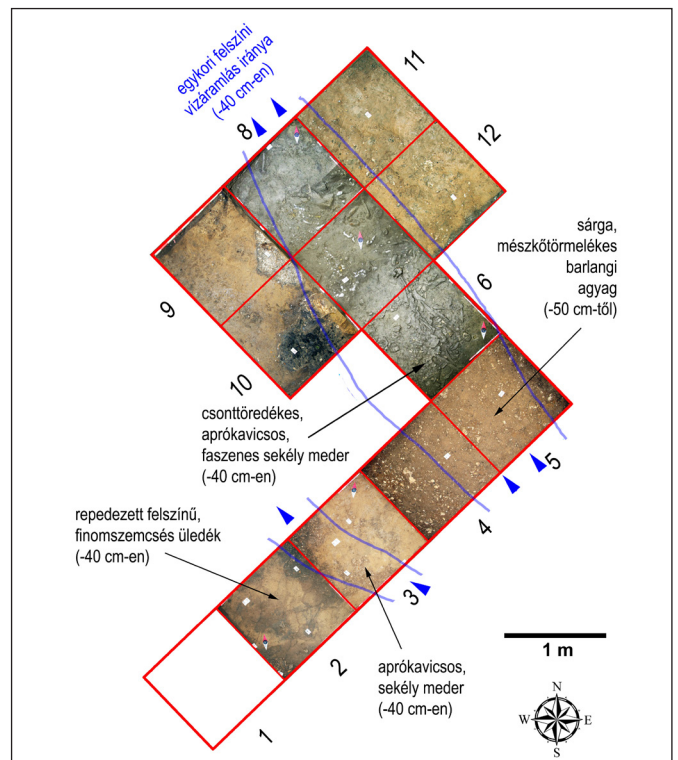 egykori felszíni
vízáramlás iránya
(-40 cm-en)
11
8
12
sárga,
mészkőtörmelékes
barlangi
agyag
(-50 cm-től)
6
9
10
csonttöredékes,
aprókavicsos,
faszenes sekély meder
(-40 cm-en)
5
4
repedezett felszínű,
finomszemcsés üledék
(-40 cm-en)
3
2
1
aprókavicsos,
sekély meder
(-40 cm-en)
1 m
N
W
E
S